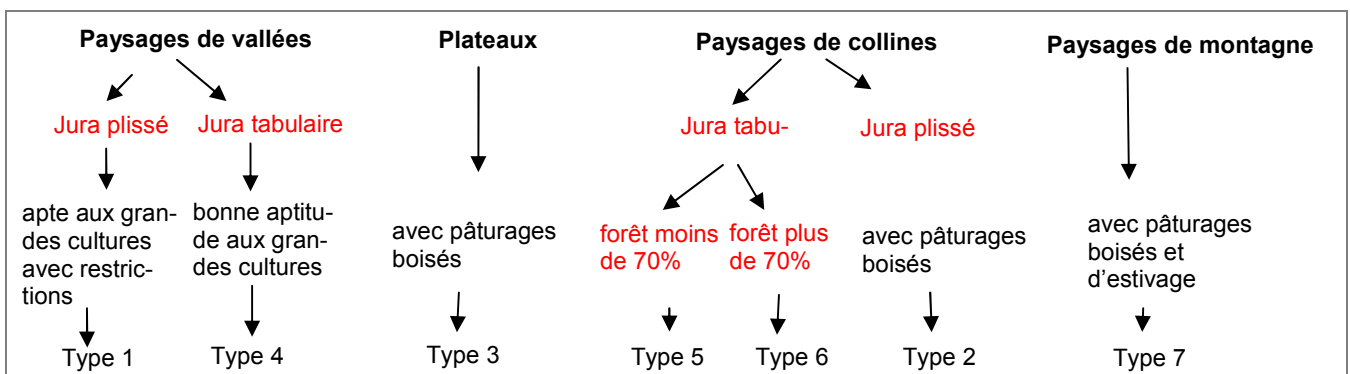 Paysages de vallées
Plateaux
Paysages de collines
Paysages de montagne
Jura plissé
Jura tabulaire
Jura tabu-
Jura plissé
apte aux gran-
des cultures
avec restric-
tions
bonne aptitu-
de aux gran-
des cultures
avec pâturages
boisés
forêt moins
de 70%
forêt plus
de 70%
avec pâturages
boisés
avec pâturages
boisés et
d’estivage
Type 1
Type 4
Type 3
Type 5
Type 6
Type 2
Type 7